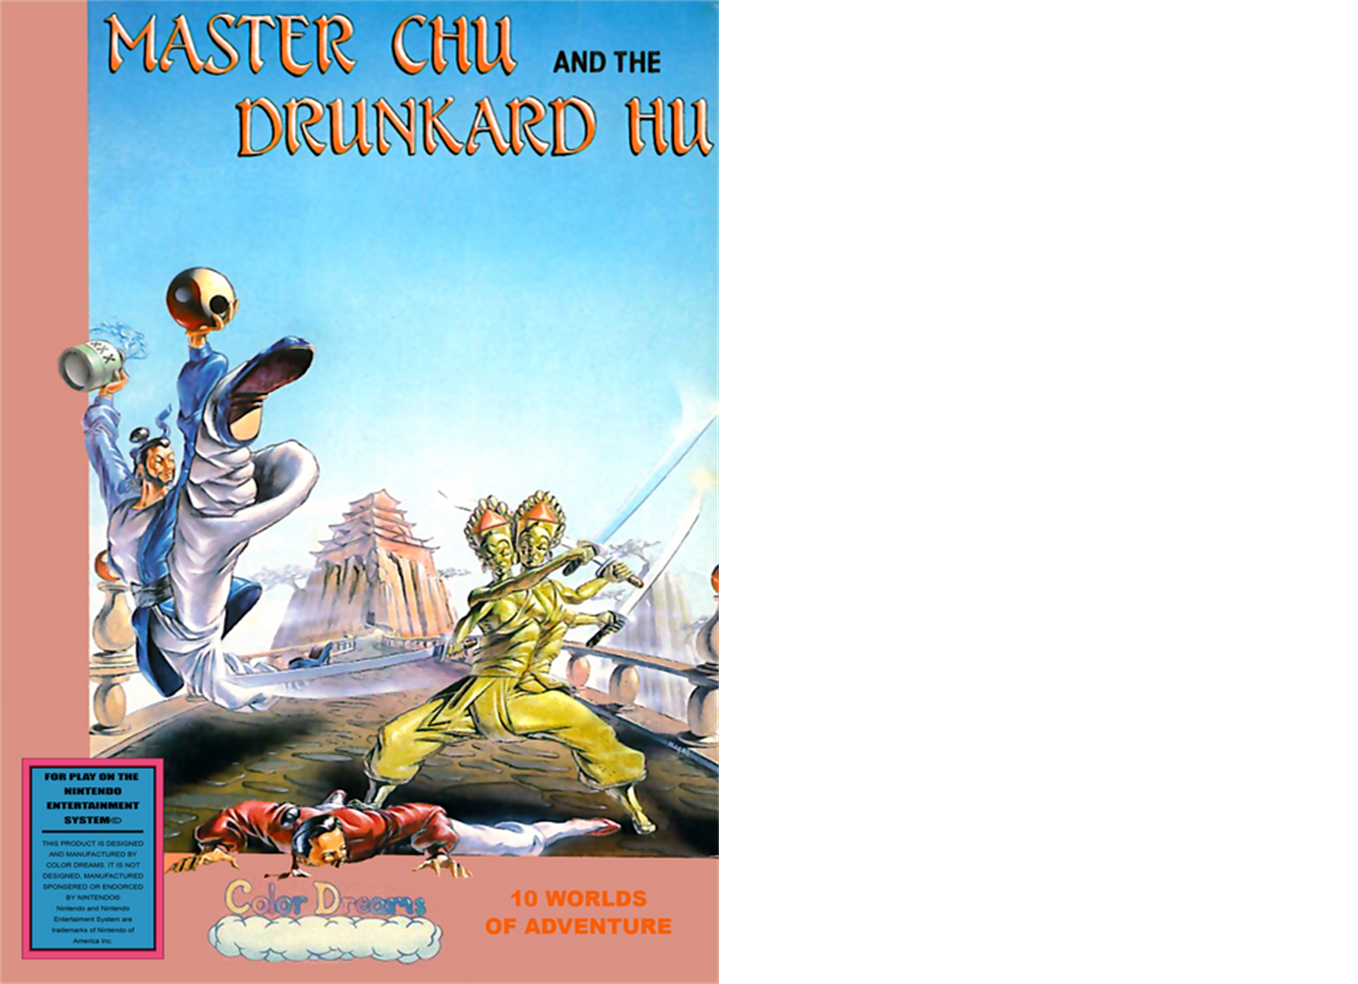 MASTER CHU AND THE
DRUNKARD HU
XXX
FOR PLAY ON THE
NINTENDO
ENTERTAINMENT
SYSTEM©
THIS PRODUCT IS DESIGNED
AND MANUFACTURED BY
COLOR DREAMS. IT IS NOT
DESIGNED, MANUFACTURED
SPONSERED OR ENDORCED
BY NINTENDO®
Nintendo and Nintendo
Entertaiment System are
trademarks of Nintendo of
America Inc.
Color Dreams
10 WORLDS
OF ADVENTURE